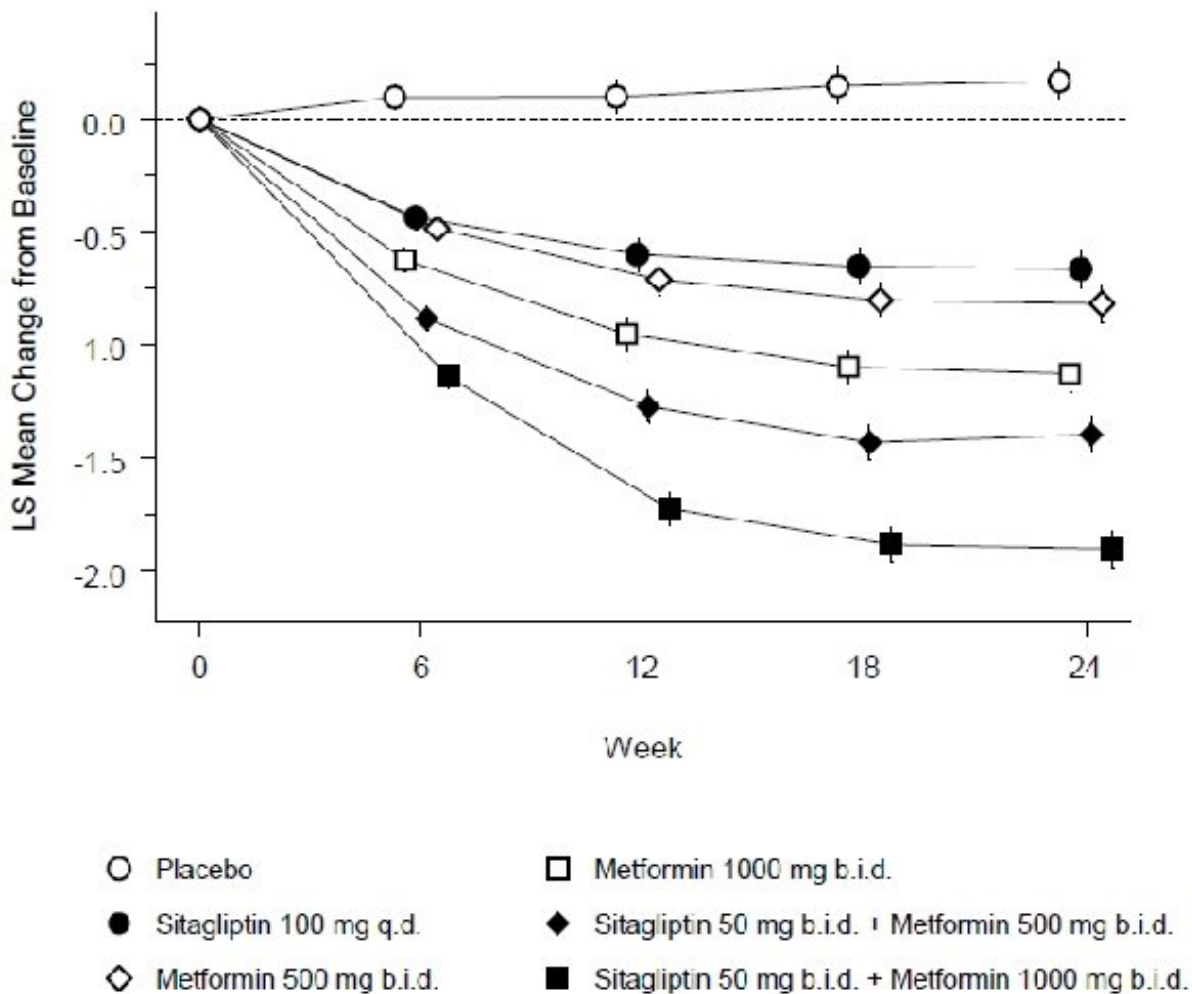 LS Mean Change from Baseline
0.0
-0.5
1.0
-1.5
-2.0
0 6 12 18 24
Week
Placebo
Sitagliptin 100 mg q.d.
Metformin 500 mg b.i.d.
Metformin 1000 mg b.i.d.
Sitagliptin 50 mg b.i.d. + Metformin 500 mg b.i.d.
Sitagliptin 50 mg b.i.d. + Metformin 1000 mg b.i.d.